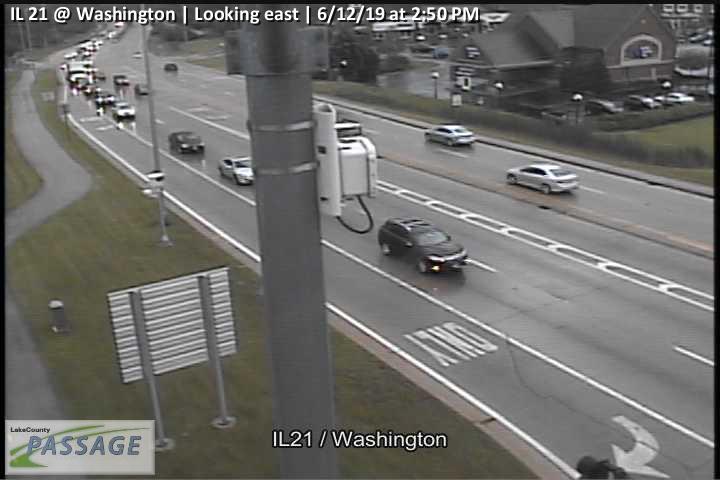 IL 21 @ Washington | Looking east | 6/12/19 at 2:50 PM
ONLY
IL21 / Washington
LakeCounty
PASSAGE